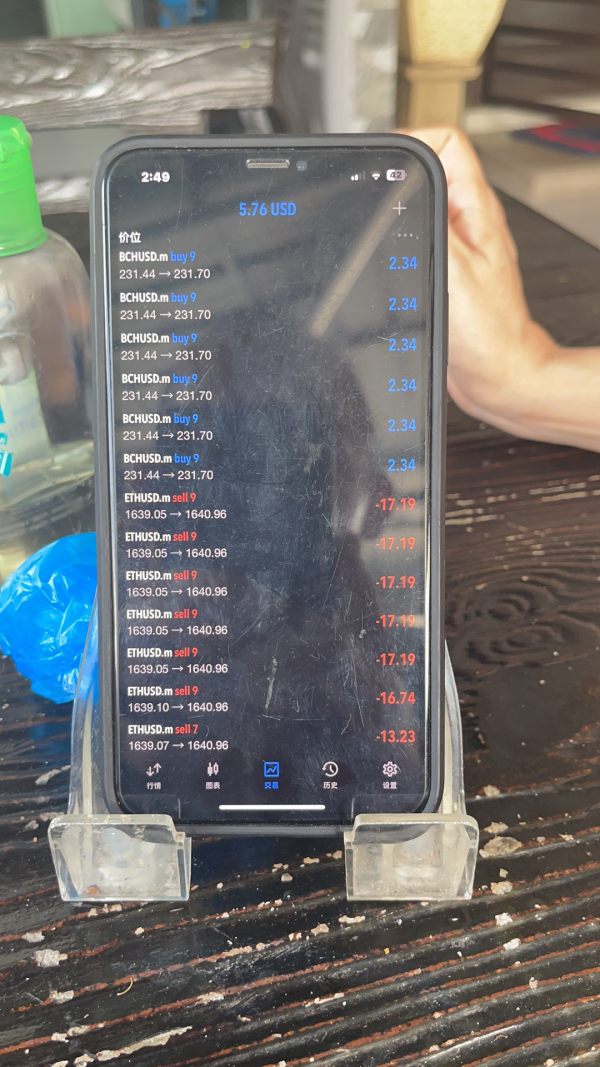 2:49
42
5.76 USD
+
价位
BCHUSD.m buy 9
2.34
231.44 → 231.70
BCHUSD.m buy 9
2.34
231.44 → 231.70
BCHUSD.m buy 9
2.34
231.44 → 231.70
BCHUSD.m buy 9
2.34
231.44 → 231.70
BCHUSD.m buy 9
2.34
231.44 → 231.70
BCHUSD.m buy 9
2.34
231.44 → 231.70
ETHUSD.m sell 9
-17.19
1639.05 → 1640.96
ETHUSD.m sell 9
-17.19
1639.05 → 1640.96
ETHUSD.m sell 9
-17.19
1639.05 → 1640.96
ETHUSD.m sell 9
-17.19
1639.05 → 1640.96
ETHUSD.m sell 9
-17.19
1639.05 → 1640.96
ETHUSD.m sell 9
-16.74
1639.10 → 1640.96
ETHUSD.m sell 7
-13.23
1639.07 → 1640.96
行情 图表 交易 历史 设置